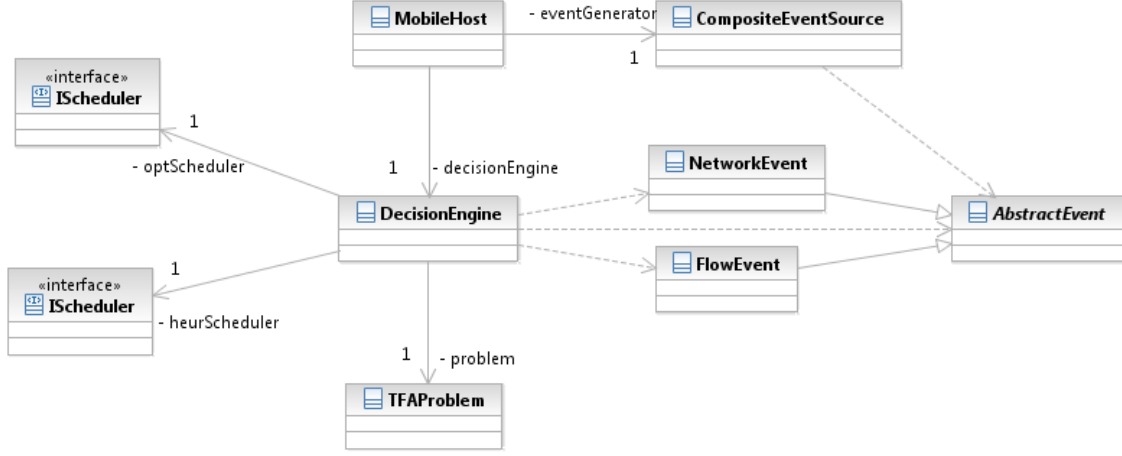 MobileHost
- eventGenerator
1
CompositeEventSource
«interface»
IScheduler
1
- optScheduler
1
- decisionEngine
NetworkEvent
DecisionEngine
AbstractEvent
«interface»
IScheduler
1
- heurScheduler
FlowEvent
1
- problem
TFAProblem